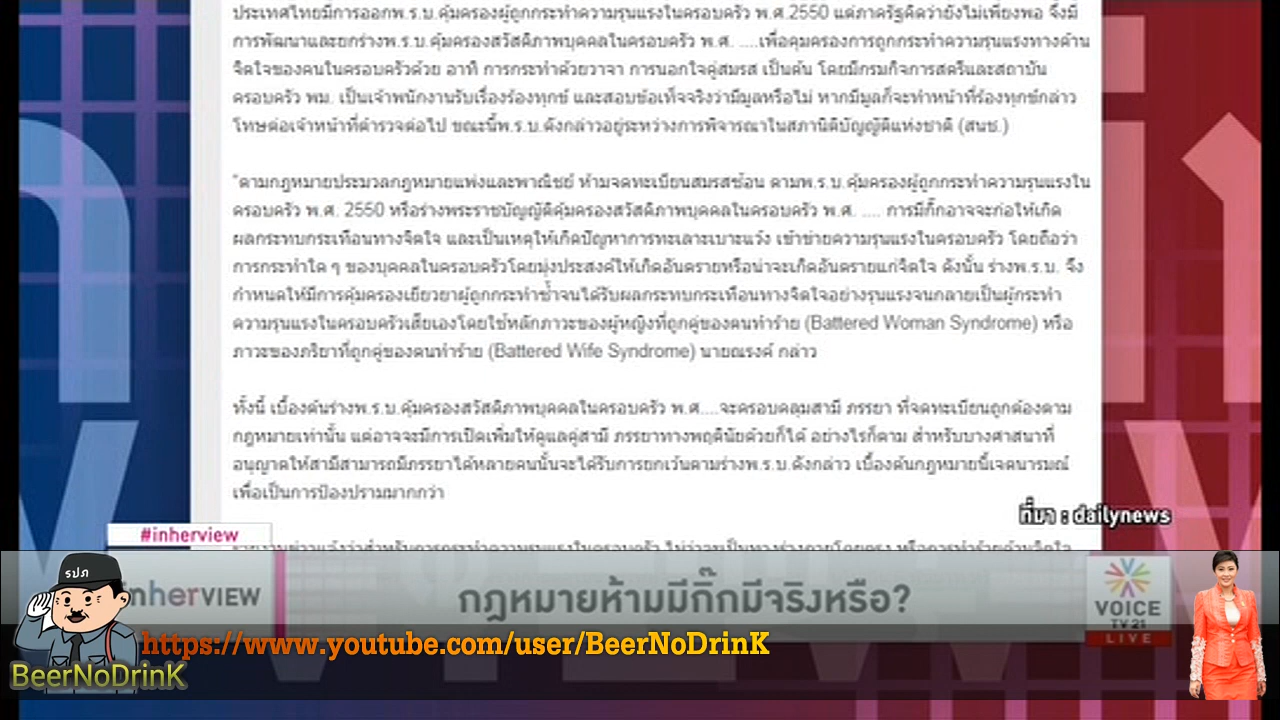 ประเทศไทยมีการออกพ.ร.บ.คุ้มครองผู้ถูกกระทำความรุนแรงในครอบครัว พ.ศ.2550 แต่ภาครัฐคิดว่ายังไม่เพียงพอ จึงมี
การพัฒนาและยกร่างพ.ร.บ.คุ้มครองสวัสดิภาพบุคคลในครอบครัว พ.ศ. ....เพื่อคุมครองการถูกกระทำความรุนแรงทางด้าน
จิตใจของคนในครอบครัวด้วย อาทิ การกระทำด้วยวาจา การนอกใจคู่สมรส เป็นต้น โดยมีกรมกิจการสตรีและสถาบัน
ครอบครัว พม. เป็นเจ้าพนักงานรับเรื่องร้องทุกข์ และสอบข้อเท็จจริงว่ามีมูลหรือไม่ หากมีมูลก็จะทำหน้าที่ร้องทุกข์กล่าว
โทษต่อเจ้าหน้าที่ตำรวจต่อไป ขณะนี้พ.ร.บ.ดังกล่าวอยู่ระหว่างการพิจารณาในสภานิติบัญญัติแห่งชาติ (สนช.)
"ตามกฎหมายประมวลกฎหมายแพ่งและพาณิชย์ ห้ามจดทะเบียนสมรสซ้อน ตามพ.ร.บ.คุ้มครองผู้ถูกกระทำความรุนแรงใน
ครอบครัว พ.ศ. 2550 หรือร่างพระราชบัญญัติคุ้มครองสวัสดิภาพบุคคลในครอบครัว พ.ศ. .... การมีกิ๊กอาจจะก่อให้เกิด
ผลกระทบกระเทือนทางจิตใจ และเป็นเหตุให้เกิดปัญหาการทะเลาะเบาะแว้ง เข้าข่ายความรุนแรงในครอบครัว โดยถือว่า
การกระทำใด ๆ ของบุคคลในครอบครัวโดยมุ่งประสงค์ให้เกิดอันตรายหรือน่าจะเกิดอันตรายแก่จิตใจ ดังนั้น ร่างพ.ร.บ. จึง
กำหนดให้มีการคุ้มครองเยียวยาผู้ถูกกระทำซ้ำจนได้รับผลกระทบกระเทือนทางจิตใจอย่างรุนแรงจนกลายเป็นผู้กระทำ
ความรุนแรงในครอบครัวเสียเองโดยใช้หลักภาวะของผู้หญิงที่ถูกคู่ของตนทำร้าย (Battered Woman Syndrome) หรือ
ภาวะของภริยาที่ถูกคู่ของตนทำร้าย (Battered Wife Syndrome) นายณรงค์ กล่าว
ทั้งนี้ เบื้องต้นร่างพ.ร.บ.คุ้มครองสวัสดิภาพบุคคลในครอบครัว พ.ศ....จะครอบคลุมสามี ภรรยา ที่จดทะเบียนถูกต้องตาม
กฎหมายเท่านั้น แต่อาจจะมีการเปิดเพิ่มให้ดูแลคู่สามี ภรรยาทางพฤตินัยด้วยก็ได้ อย่างไรก็ตาม สำหรับบางศาสนาที่
อนุญาตให้สามีสามารถมีภรรยาได้หลายคนนั้นจะได้รับการยกเว้นตามร่างพ.ร.บ.ดังกล่าว เบื้องต้นกฎหมายนี้เจตนารมณ์
เพื่อเป็นการป้องปรามมากกว่า
ที่มา : dailynews
#inherview
inherVIEW
กฎหมายห้ามมีกิ๊กมีจริงหรือ?
VOICE
TV 21
LIVE
รปภ
https://www.youtube.com/user/BeerNoDrinK
BeerNoDrinK